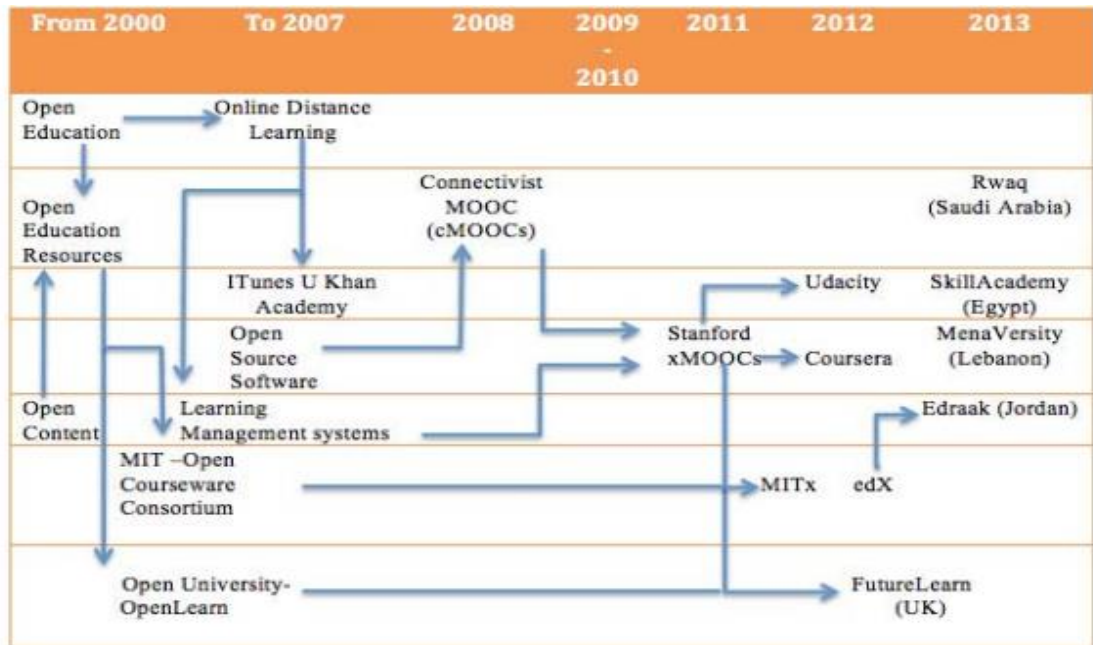 From 2000 To 2007 2008 2009 2011 2012 2013
-
2010
Open Online Distance
Education Learning
Connectivist Rwaq
Open MOOC (Saudi Arabia)
Education (cMOOCs)
Resources
ITunes U Khan Udacity SkillAcademy
Academy (Egypt)
Open Stanford MenaVersity
Source xMOOCs Coursera (Lebanon)
Software
Open Learning Edraak (Jordan)
Content Management systems
MIT –Open
Courseware MITx edX
Consortium
Open University- FutureLearn
OpenLearn (UK)